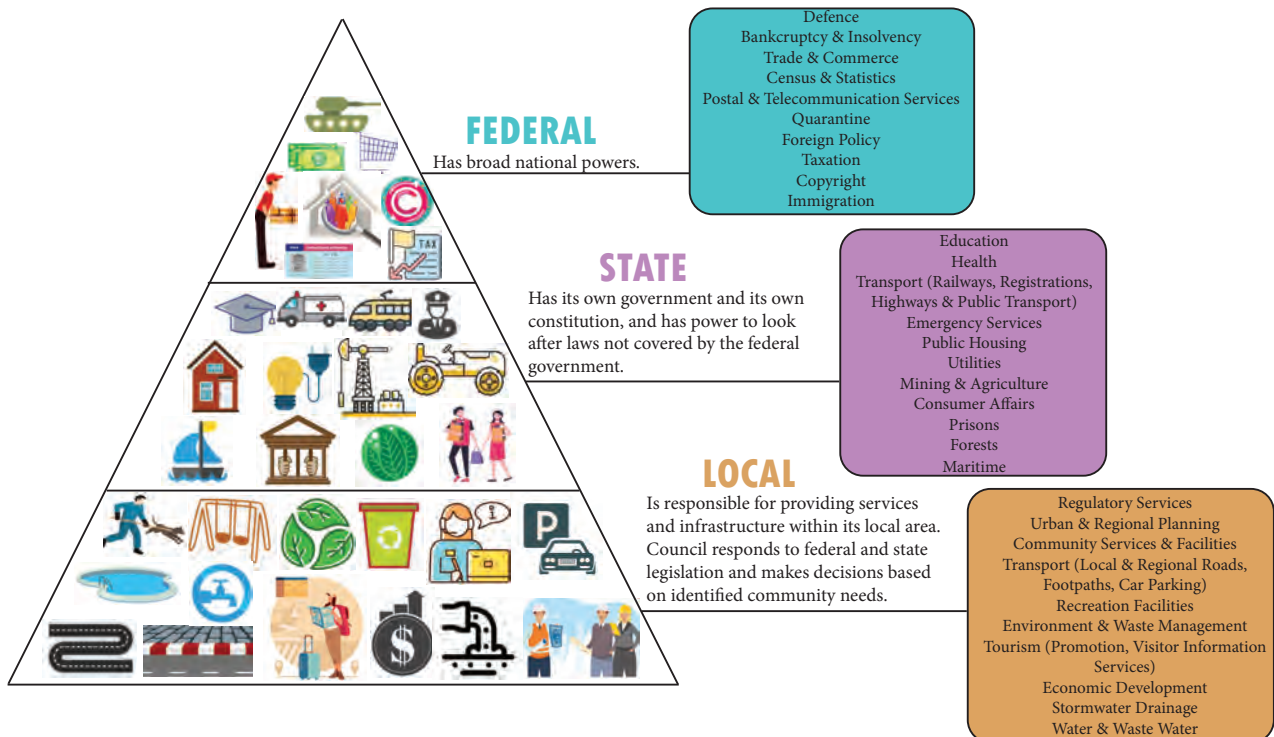 FEDERAL
Has broad national powers.
Defence
Bankcruptcy & Insolvency
Trade & Commerce
Census & Statistics
Postal & Telecommunication Services
Quarantine
Foreign Policy
Taxation
Copyright
Immigration
C
TAX
STATE
Has its own government and its own
constitution, and has power to look
after laws not covered by the federal
government.
Education
Health
Transport (Railways, Registrations,
Highways & Public Transport)
Emergency Services
Public Housing
Utilities
Mining & Agriculture
Consumer Affairs
Prisons
Forests
Maritime
LOCAL
Is responsible for providing services
and infrastructure within its local area.
Council responds to federal and state
legislation and makes decisions based
on identified community needs.
Regulatory Services
Urban & Regional Planning
Community Services & Facilities
Transport (Local & Regional Roads,
Footpaths, Car Parking)
Recreation Facilities
Environment & Waste Management
Tourism (Promotion, Visitor Information
Services)
Economic Development
Stormwater Drainage
Water & Waste Water
i
P
$